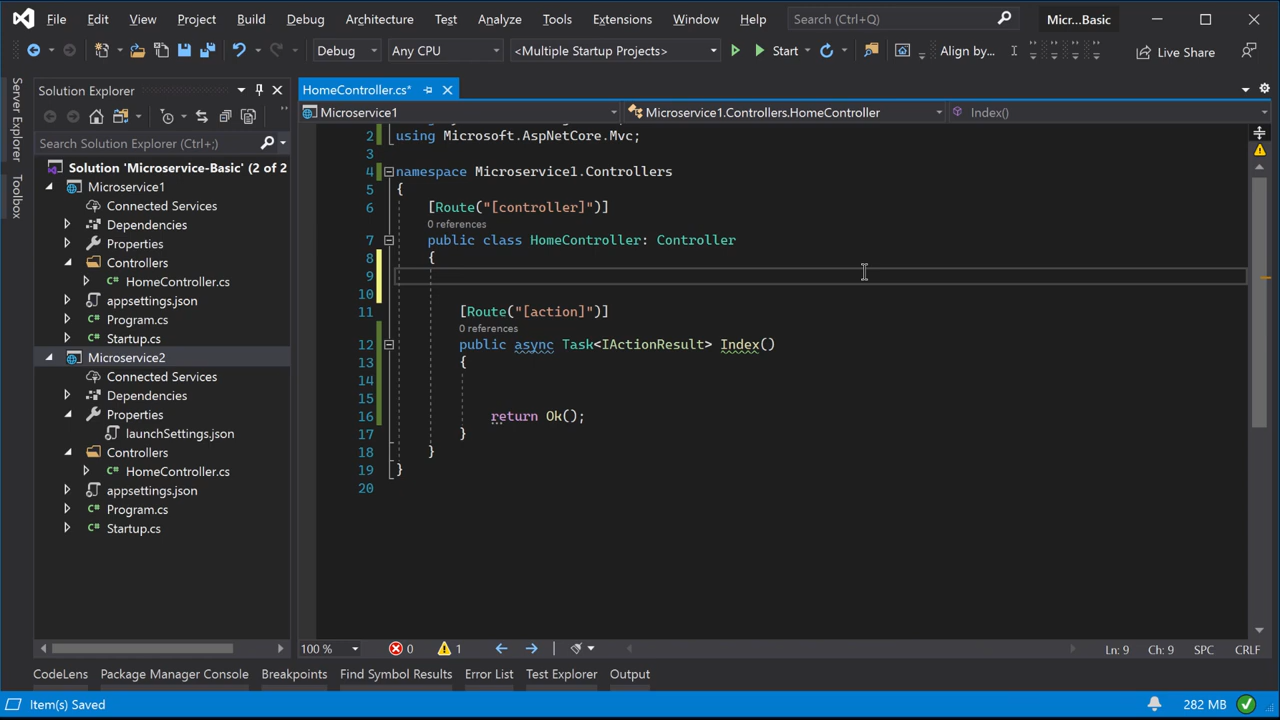 File Edit View Project Build Debug Architecture Test Analyze Tools Extensions Window Help Search (Ctrl+Q) Micr...Basic
Debug Any CPU <Multiple Startup Projects> Start Align by... Live Share
Server Explorer
Toolbox
Solution Explorer
Search Solution Explorer (Ctrl+;)
Solution 'Microservice-Basic' (2 of 2
Microservice1
Connected Services
Dependencies
Properties
Controllers
HomeController.cs
appsettings.json
Program.cs
Startup.cs
Microservice2
Connected Services
Dependencies
Properties
launchSettings.json
Controllers
HomeController.cs
appsettings.json
Program.cs
Startup.cs
HomeController.cs*
Microservice1 Microservice1.Controllers.HomeController Index()
2 using Microsoft.AspNetCore.Mvc;
3
4 namespace Microservice1.Controllers
5 {
6 [Route("[controller]")]
0 references
7 public class HomeController: Controller
8 {
9
10
11 [Route("[action]")]
0 references
12 public async Task<IActionResult> Index()
13 {
14
15
16 return Ok();
17 }
18 }
19 }
20
100 % 0 1 Ln: 9 Ch: 9 SPC CRLF
CodeLens Package Manager Console Breakpoints Find Symbol Results Error List Test Explorer Output
Item(s) Saved 282 MB